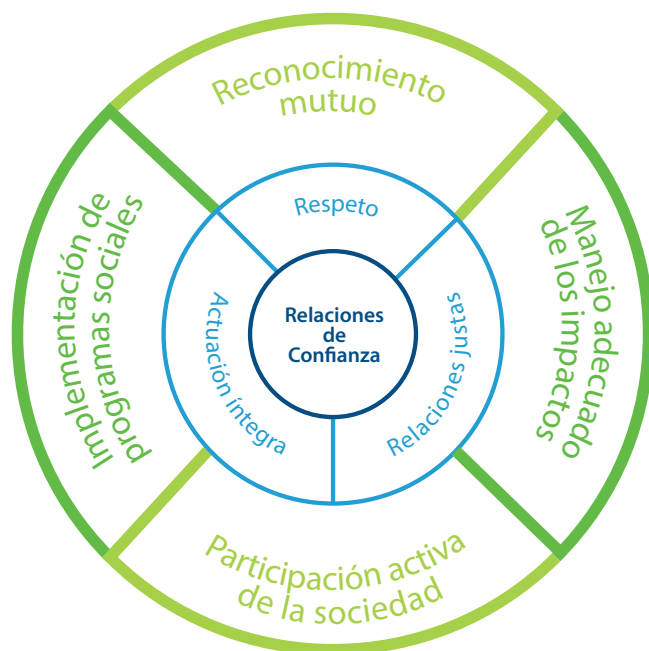 Reconocimiento
mutuo
Respeto
Relaciones
de
Confianza
Actuación íntegra
Relaciones justas
Implementación de
programas sociales
Manejo adecuado
de los impactos
Participación activa
de la sociedad